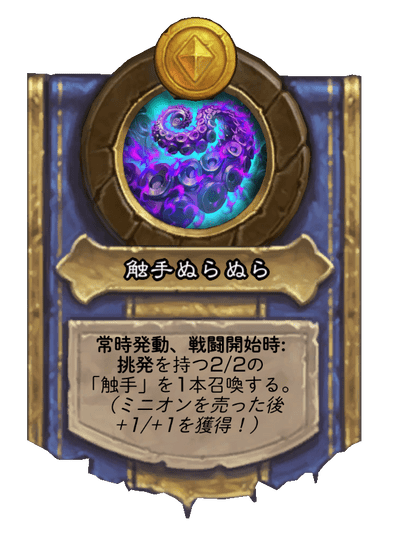 触手ぬらぬら
常時発動、戦闘開始時:
挑発を持つ2/2の
「触手」を1本召喚する。
(ミニオンを売った後
+1/+1を獲得！)